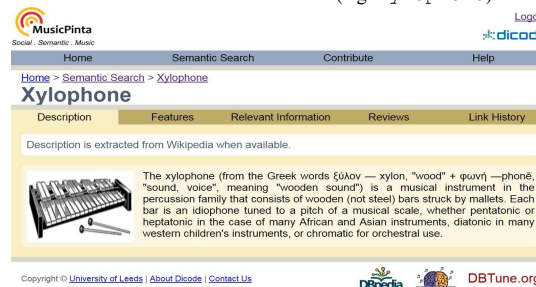 MusicPinta
Social . Semantic . Music
dicod
Home Semantic Search Contribute Help
Home > Semantic Search > Xylophone
Xylophone
Description Features Relevant Information Reviews Link History
Description is extracted from Wikipedia when available.
The xylophone (from the Greek words ξύλον — xylon, "wood" + φωνή —phonē,
"sound, voice", meaning "wooden sound") is a musical instrument in the
percussion family that consists of wooden (not steel) bars struck by mallets. Each
bar is an idiophone tuned to a pitch of a musical scale, whether pentatonic or
heptatonic in the case of many African and Asian instruments, diatonic in many
western children's instruments, or chromatic for orchestral use.
Copyright © University of Leeds | About Dicode | Contact Us
DBpedia
DBTune.org